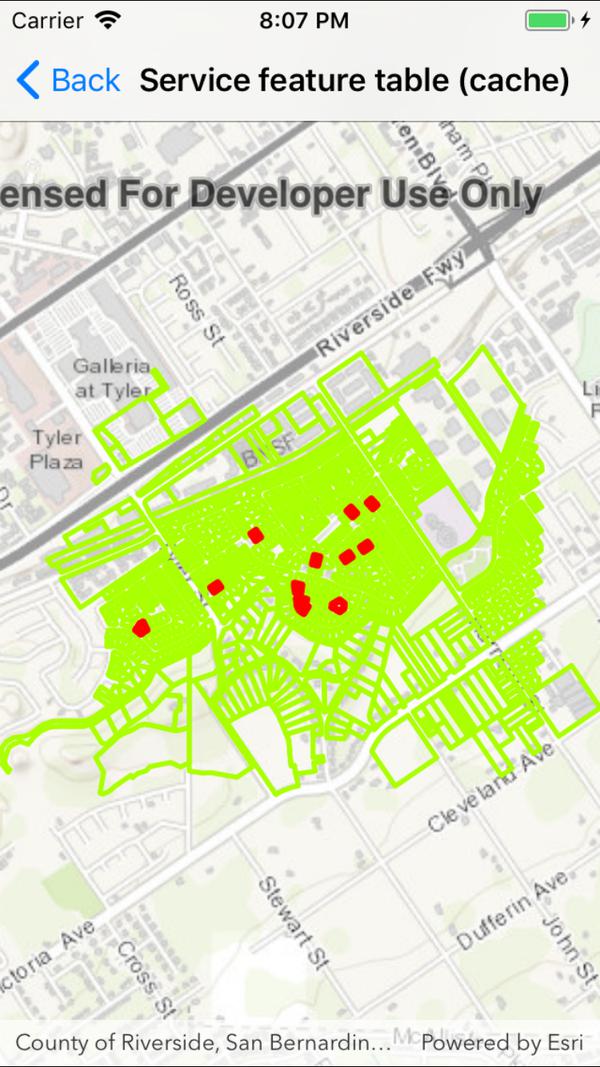 Carrier
8:07 PM
Back
Service feature table (cache)
ensed For Developer Use Only
Riverside Fwy
Ross St
Galleria
at Tyler
Tyler
Plaza
Dr
Li
Cleveland Ave
Stewart St
Dufferin Ave
John St
ctoria Ave
Cross St
County of Riverside, San Bernardin...
Powered by Esri